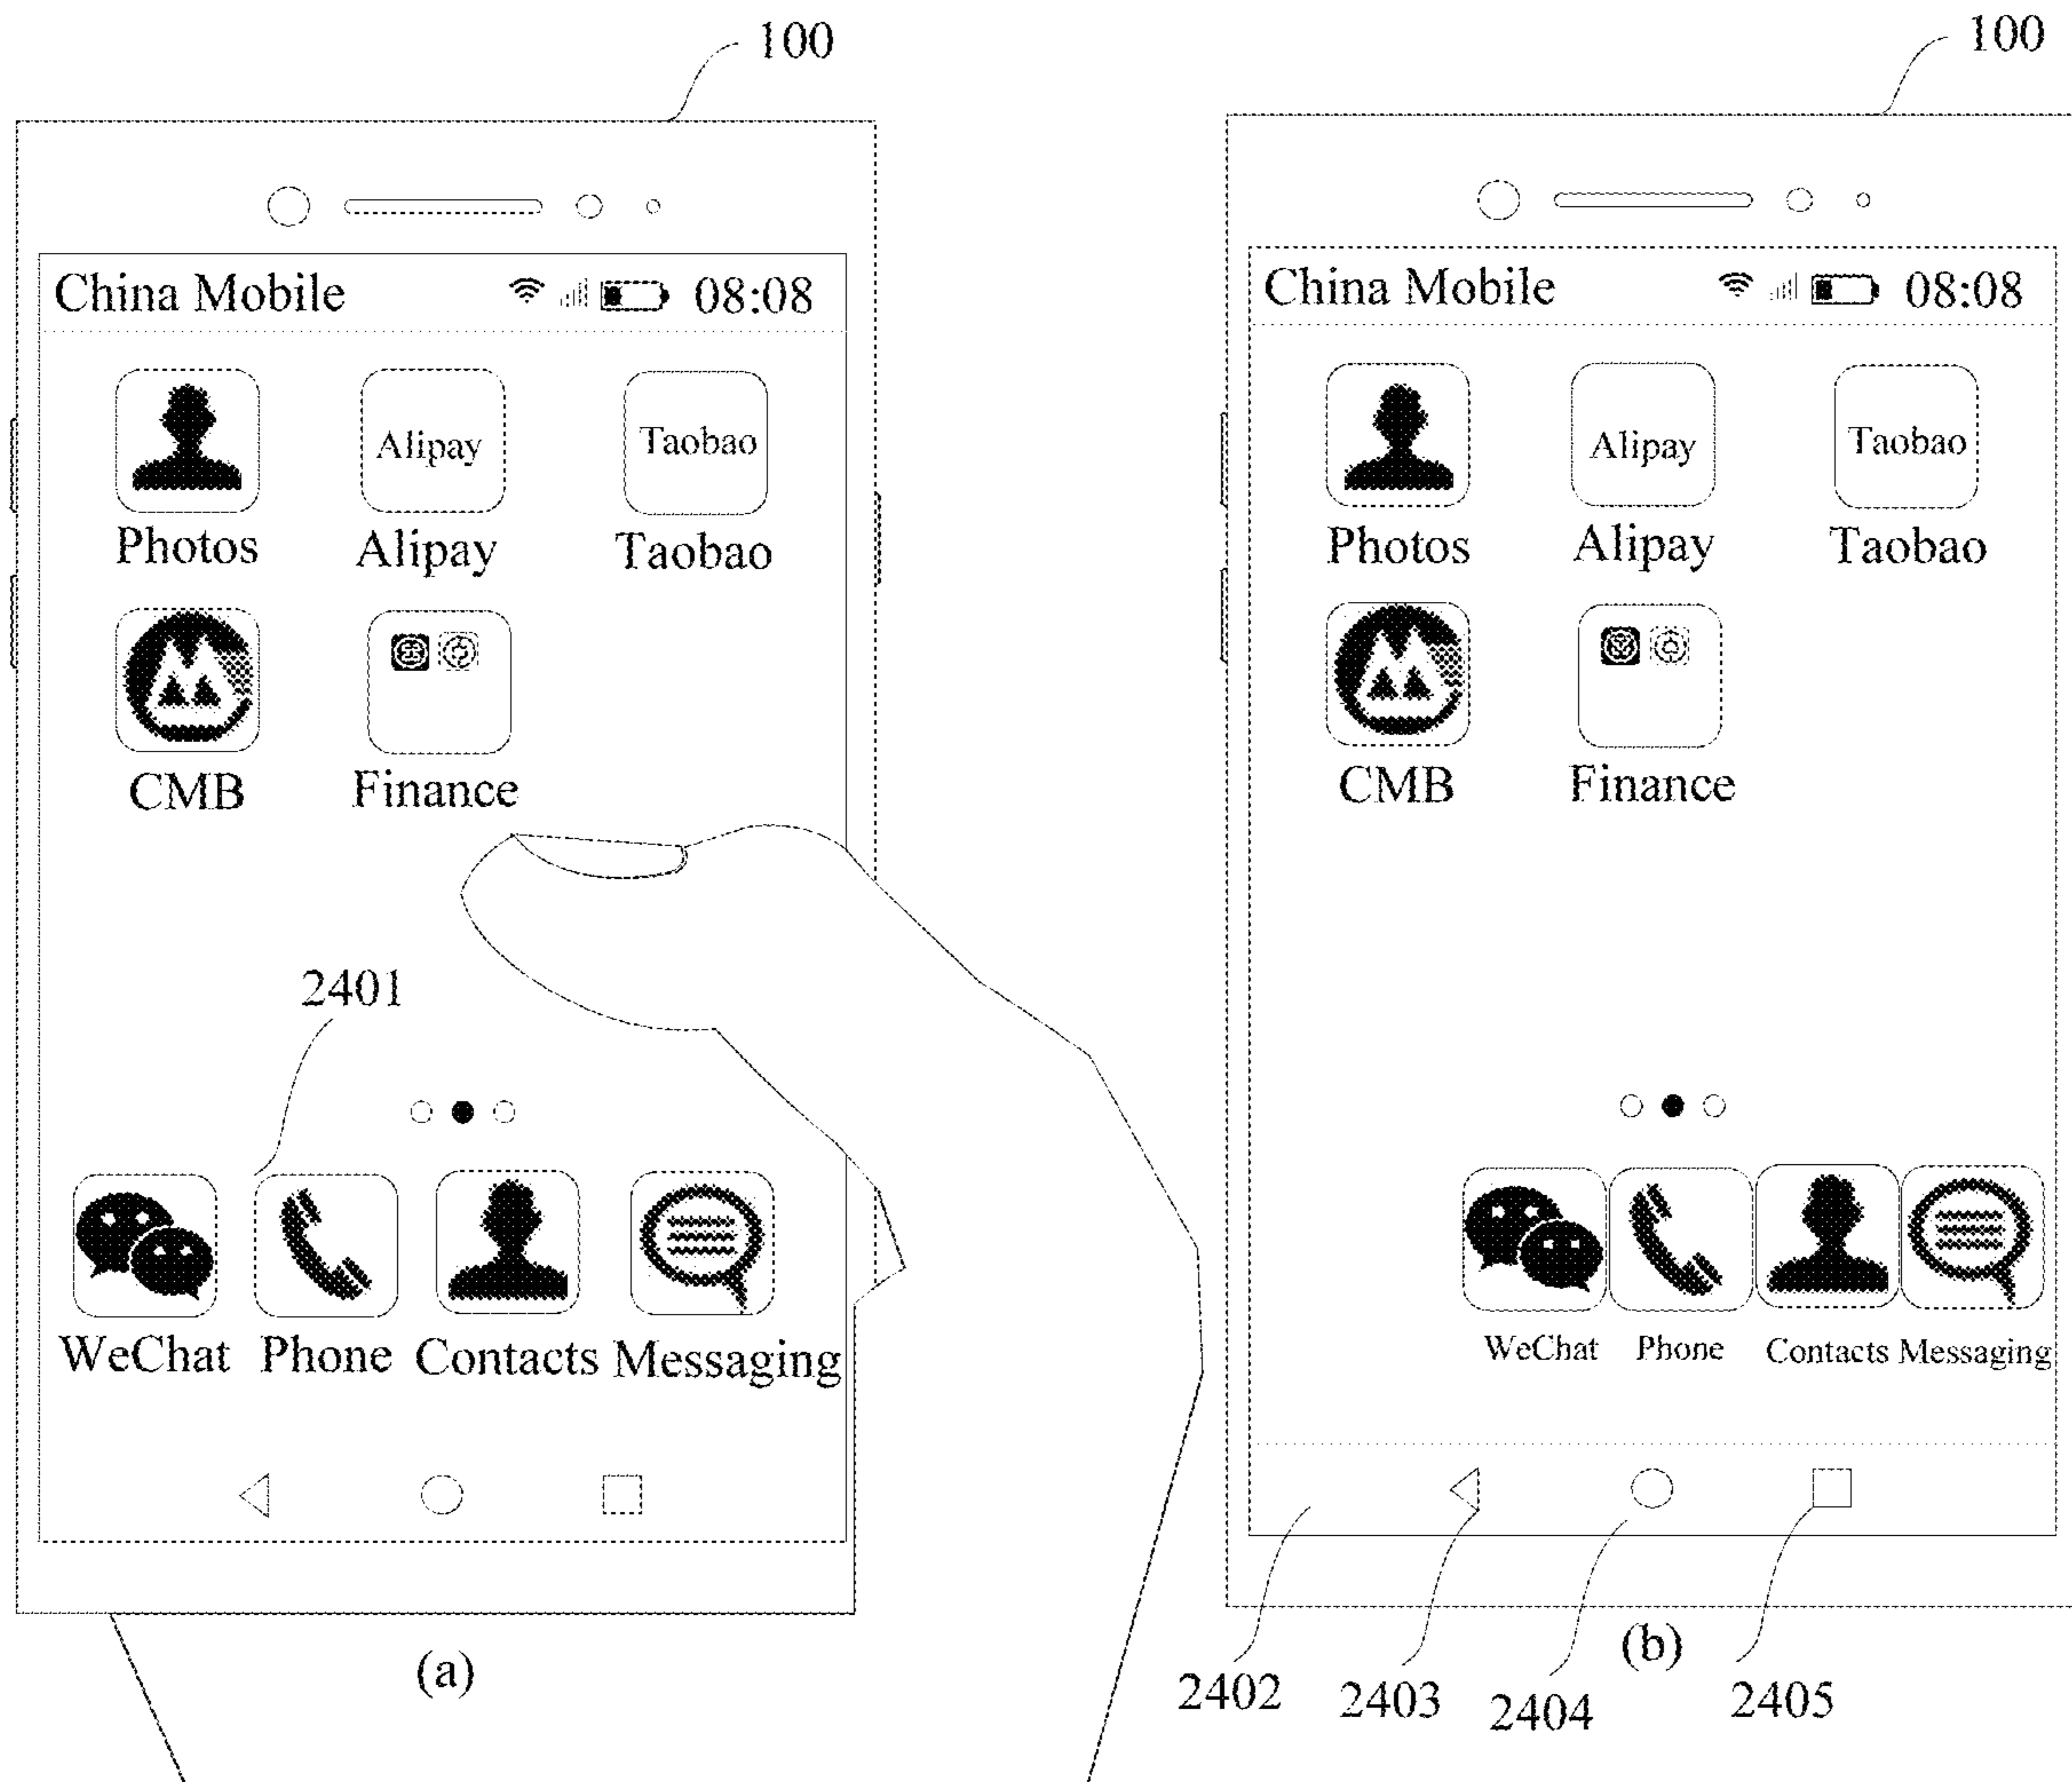 100
China Mobile 08:08
Alipay Taobao
Photos Alipay Taobao
CMB Finance
2401
WeChat Phone Contacts Messaging
(a)
100
China Mobile 08:08
Alipay Taobao
Photos Alipay Taobao
CMB Finance
WeChat Phone Contacts Messaging
(b)
2402 2403 2404 2405